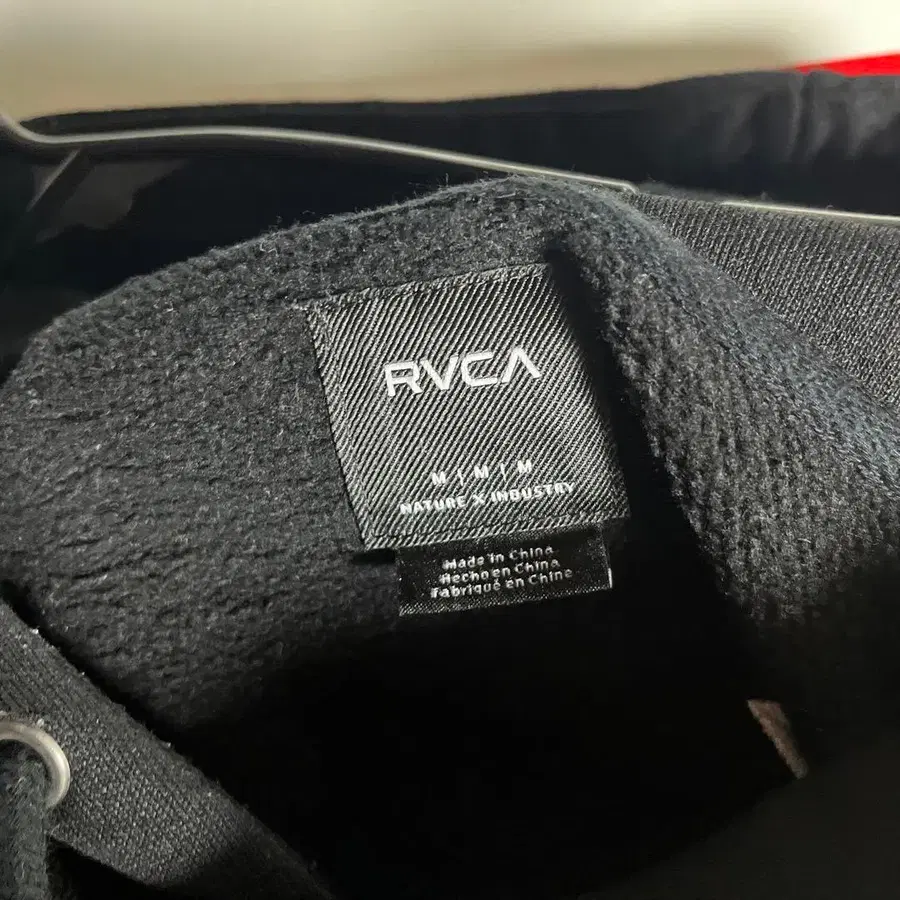 RVCA
M | M | M
NATURE X INDUSTRY
Made in China
Hecho en China
Fabriqué en Chine